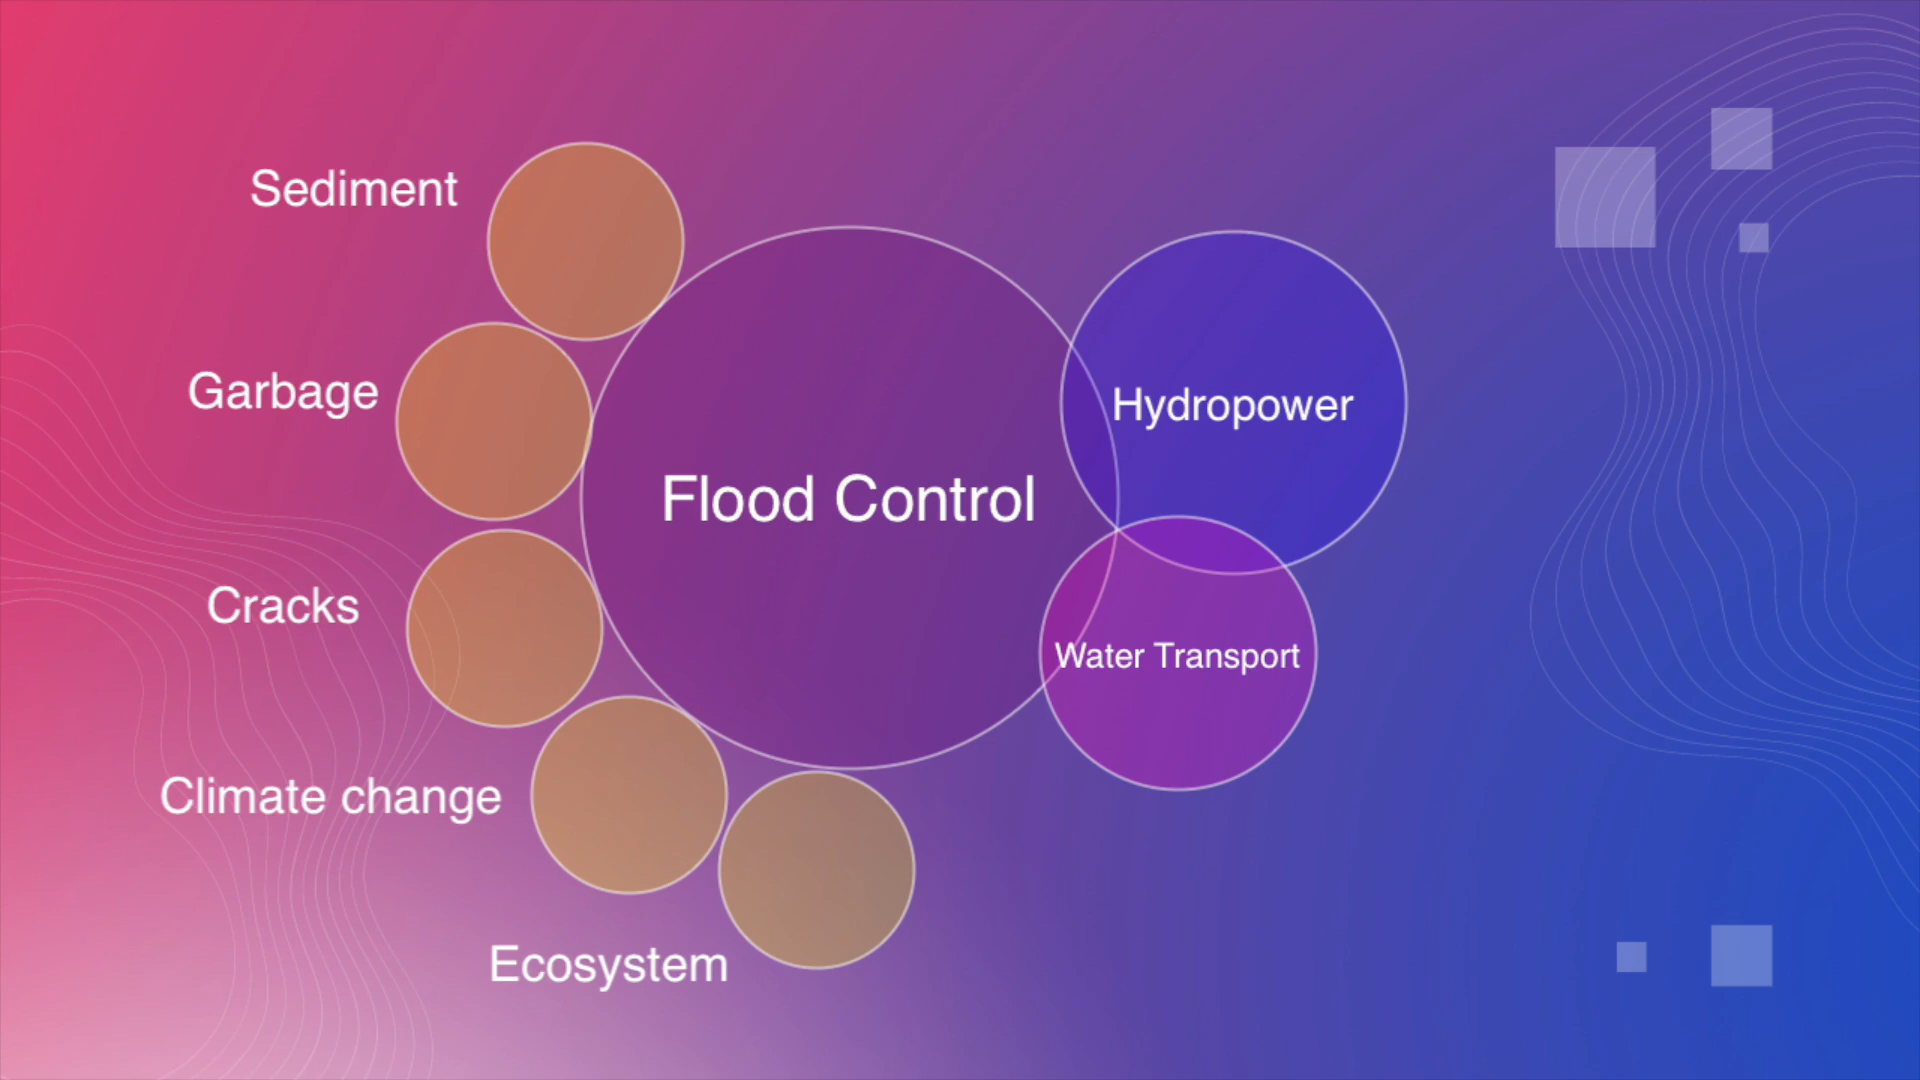 Sediment
Garbage
Hydropower
Flood Control
Cracks
Water Transport
Climate change
Ecosystem